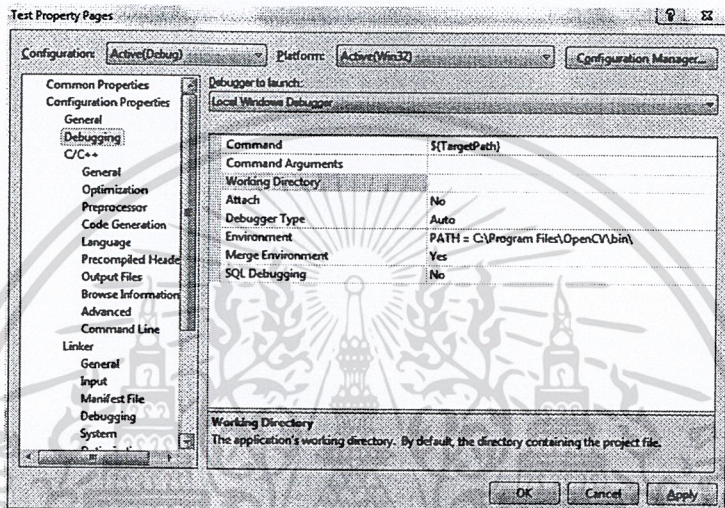 Test Property Pages
Configuration: Active(Debug) Platform: Active(Win32) Configuration Manager...
Common Properties
Configuration Properties
General
Debugging
C/C++
General
Optimization
Preprocessor
Code Generation
Language
Precompiled Heade
Output Files
Browse Information
Advanced
Command Line
Linker
General
Input
Manifest File
Debugging
System
Debugger to launch:
Local Windows Debugger
Command $(TargetPath)
Command Arguments
Working Directory
Attach No
Debugger Type Auto
Environment PATH = C:\Program Files\OpenCV\bin\
Merge Environment Yes
SQL Debugging No
Working Directory
The application's working directory. By default, the directory containing the project file.
OK Cancel Apply